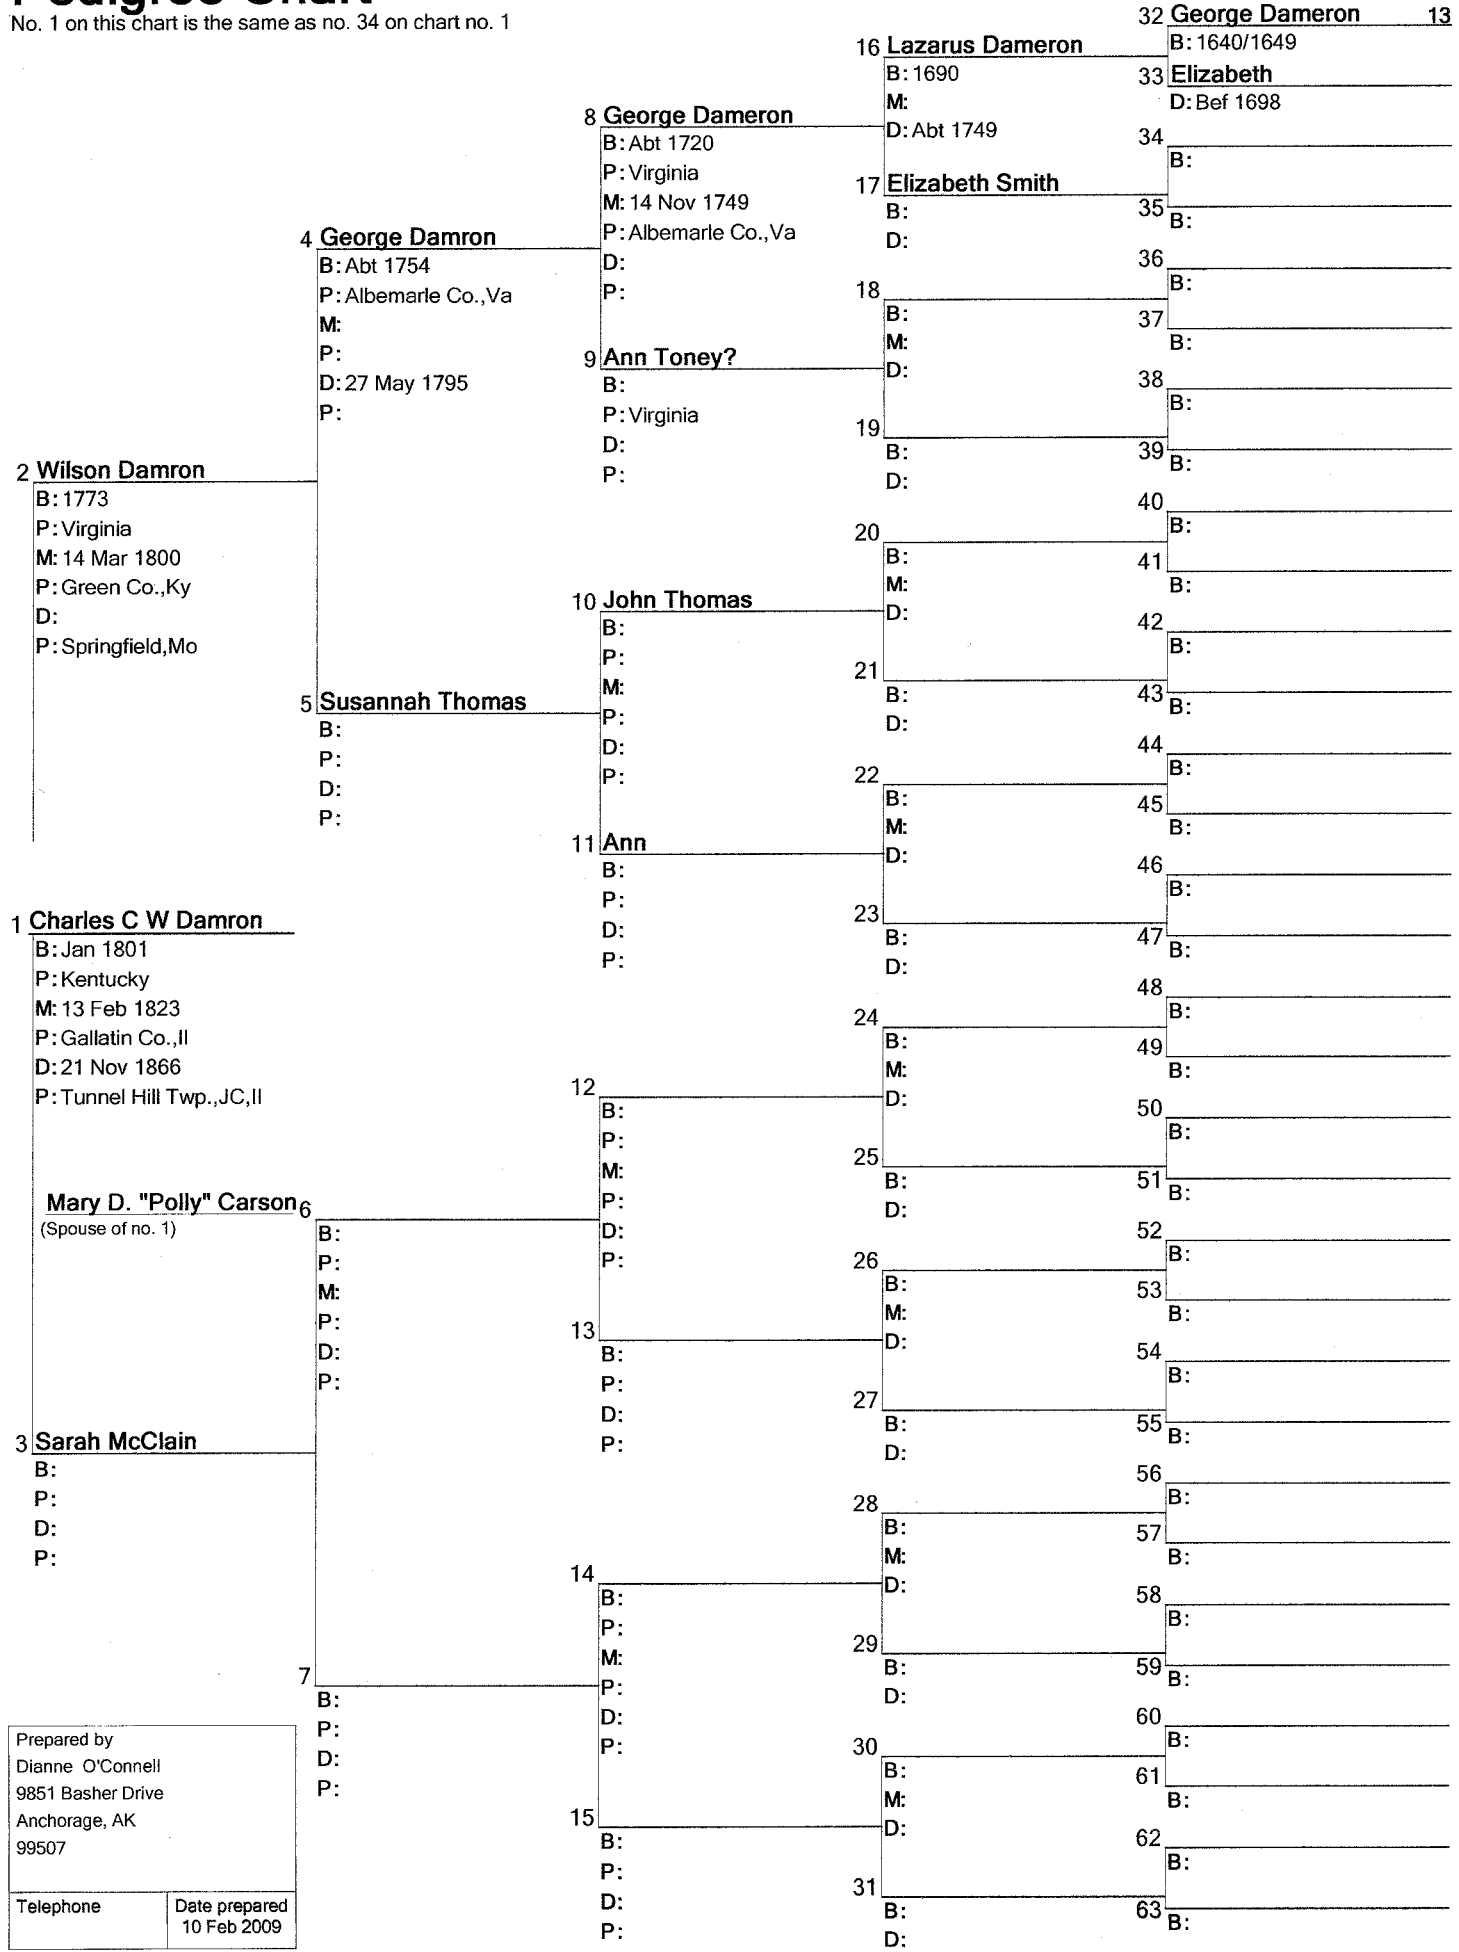 No. 1 on this chart is the same as no. 34 on chart no. 1
2 Wilson Damron
B: 1773
P: Virginia
M: 14 Mar 1800
P: Green Co.,Ky
D:
P: Springfield,Mo
1 Charles C W Damron
B: Jan 1801
P: Kentucky
M: 13 Feb 1823
P: Gallatin Co.,Il
D: 21 Nov 1866
P: Tunnel Hill Twp.,JC,Il
Mary D. "Polly" Carson
(Spouse of no. 1)
3 Sarah McClain
B:
P:
D:
P:
4 George Damron
B: Abt 1754
P: Albemarle Co.,Va
M:
P:
D: 27 May 1795
P:
5 Susannah Thomas
B:
P:
D:
P:
6
B:
P:
M:
P:
D:
P:
7
B:
P:
D:
P:
8 George Dameron
B: Abt 1720
P: Virginia
M: 14 Nov 1749
P: Albemarle Co.,Va
D:
P:
9 Ann Toney?
B:
P: Virginia
D:
P:
10 John Thomas
B:
P:
M:
P:
D:
P:
11 Ann
B:
P:
D:
P:
12
B:
P:
M:
P:
D:
P:
13
B:
P:
D:
P:
14
B:
P:
M:
P:
D:
P:
15
B:
P:
D:
P:
16 Lazarus Dameron
B: 1690
M:
D: Abt 1749
17 Elizabeth Smith
B:
D:
18
B:
M:
D:
19
B:
D:
20
B:
M:
D:
21
B:
D:
22
B:
M:
D:
23
B:
D:
24
B:
M:
D:
25
B:
D:
26
B:
M:
D:
27
B:
D:
28
B:
M:
D:
29
B:
D:
30
B:
M:
D:
31
B:
D:
32 George Dameron 13
B: 1640/1649
33 Elizabeth
D: Bef 1698
34
B:
35
B:
36
B:
37
B:
38
B:
39
B:
40
B:
41
B:
42
B:
43
B:
44
B:
45
B:
46
B:
47
B:
48
B:
49
B:
50
B:
51
B:
52
B:
53
B:
54
B:
55
B:
56
B:
57
B:
58
B:
59
B:
60
B:
61
B:
62
B:
63
B:
Prepared by
Dianne O'Connell
9851 Basher Drive
Anchorage, AK
99507
Telephone
Date prepared
10 Feb 2009